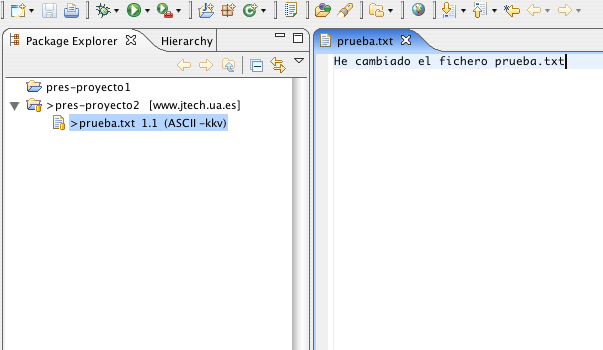 Package Explorer
Hierarchy
prueba.txt
pres-proyecto1
>pres-proyecto2 [www.jtech.ua.es]
>prueba.txt 1.1 (ASCII -kkv)
He cambiado el fichero prueba.txt